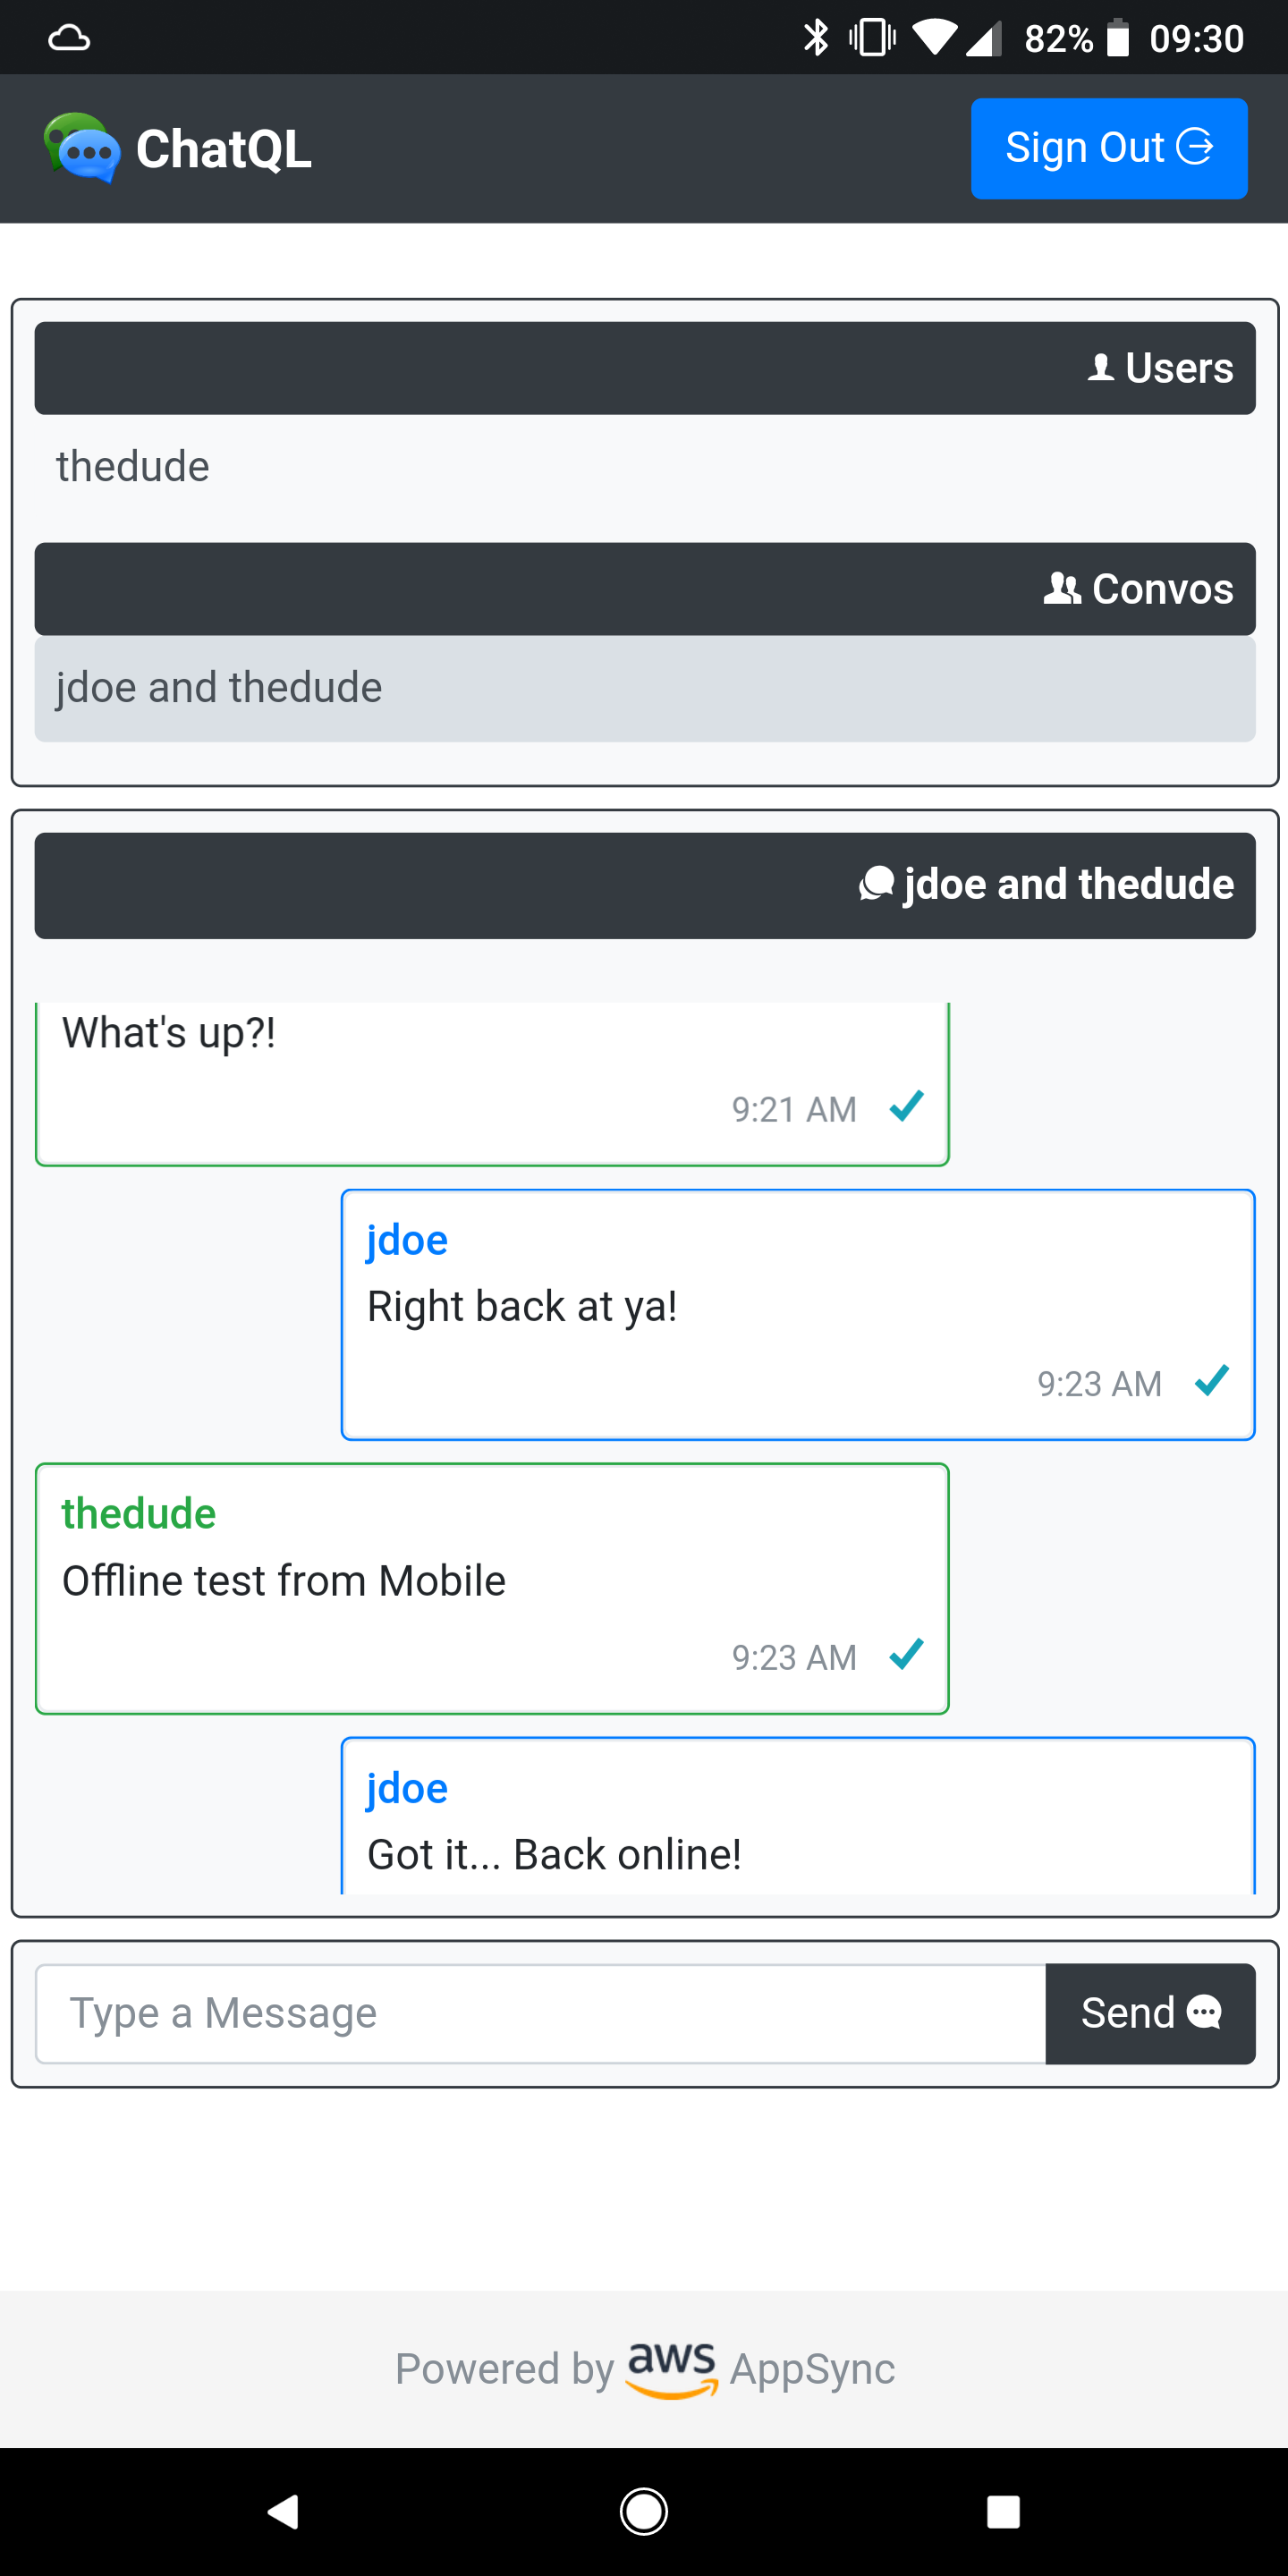 82% 09:30
ChatQL
Sign Out
Users
thedude
Convos
jdoe and thedude
jdoe and thedude
What's up?!
9:21 AM
jdoe
Right back at ya!
9:23 AM
thedude
Offline test from Mobile
9:23 AM
jdoe
Got it... Back online!
Type a Message
Send
Powered by aws AppSync